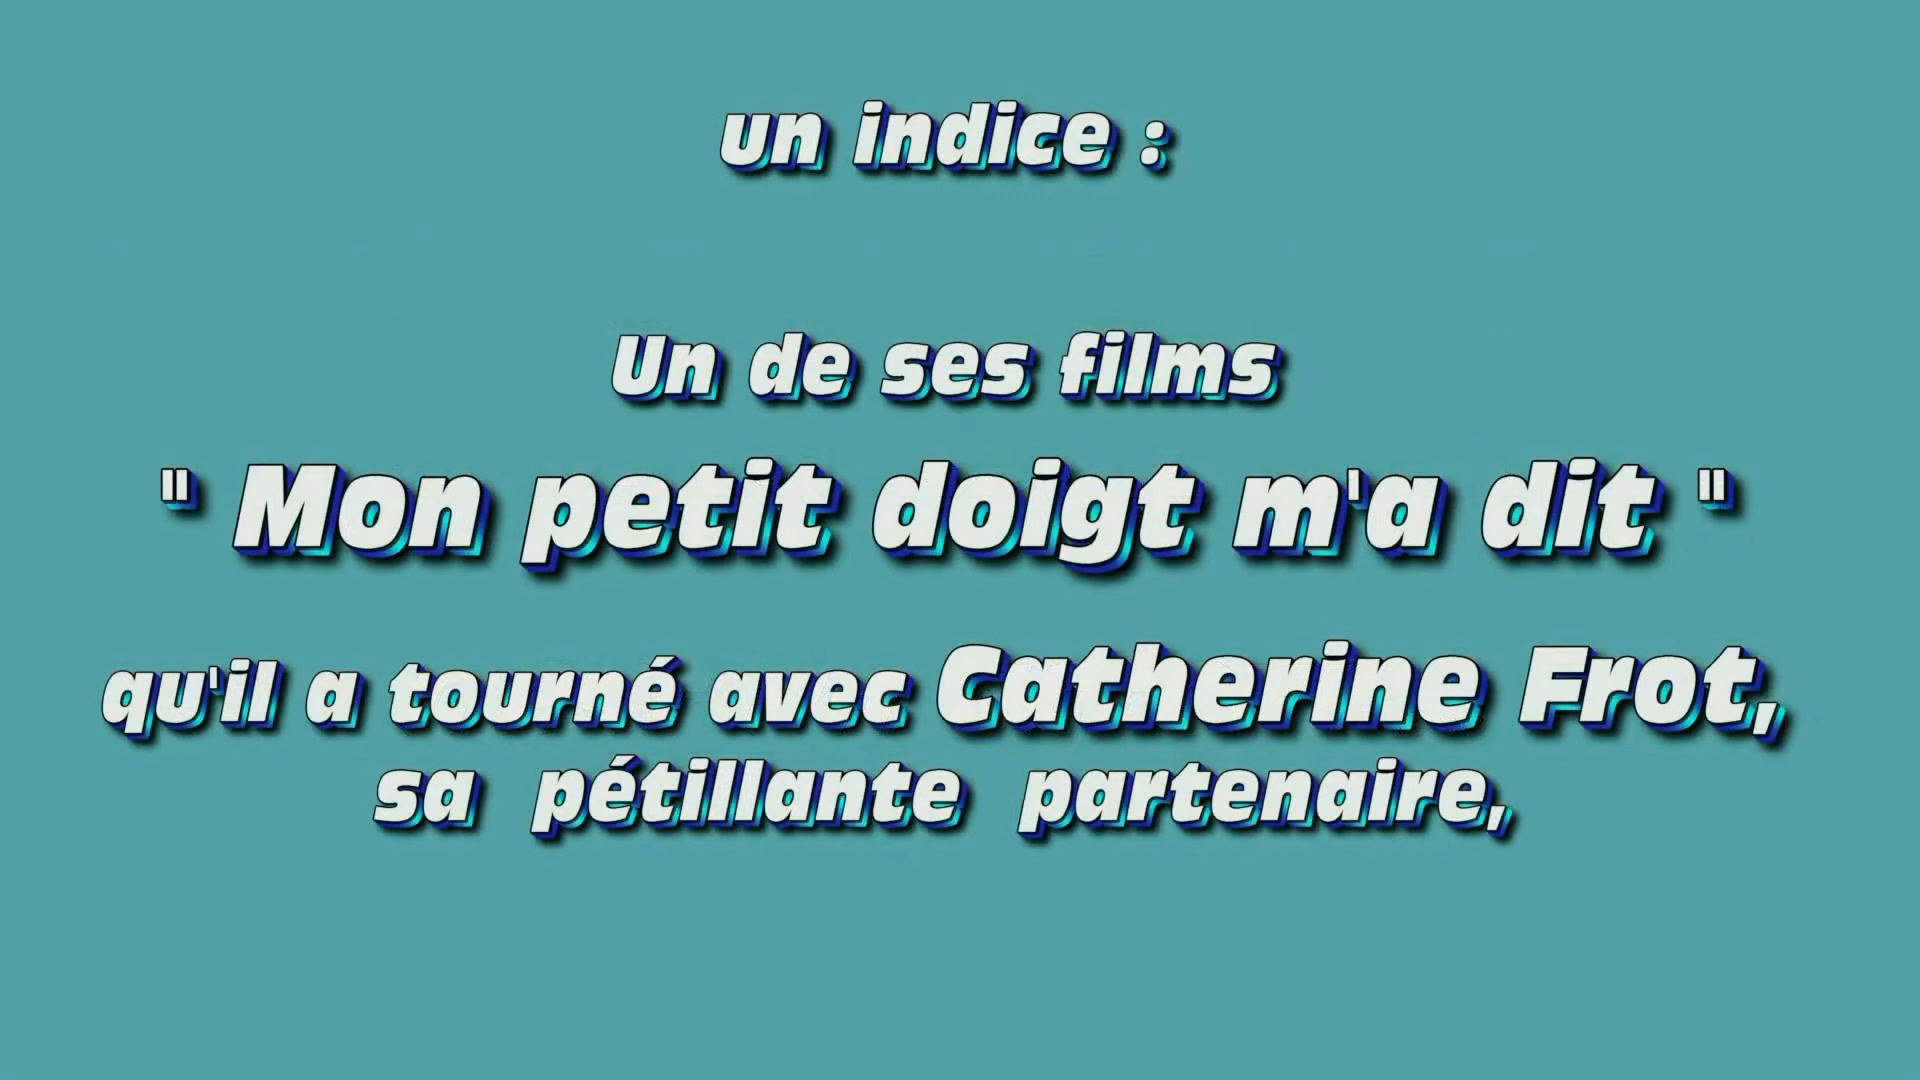 un indice :
Un de ses films
" Mon petit doigt m'a dit "
qu'il a tourné avec Catherine Frot,
sa pétillante partenaire,